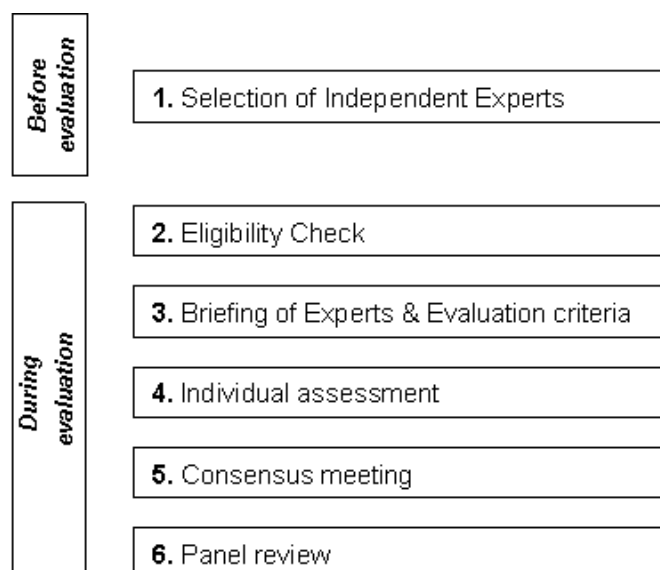 Before
evaluation
1. Selection of Independent Experts
During
evaluation
2. Eligibility Check
3. Briefing of Experts & Evaluation criteria
4. Individual assessment
5. Consensus meeting
6. Panel review